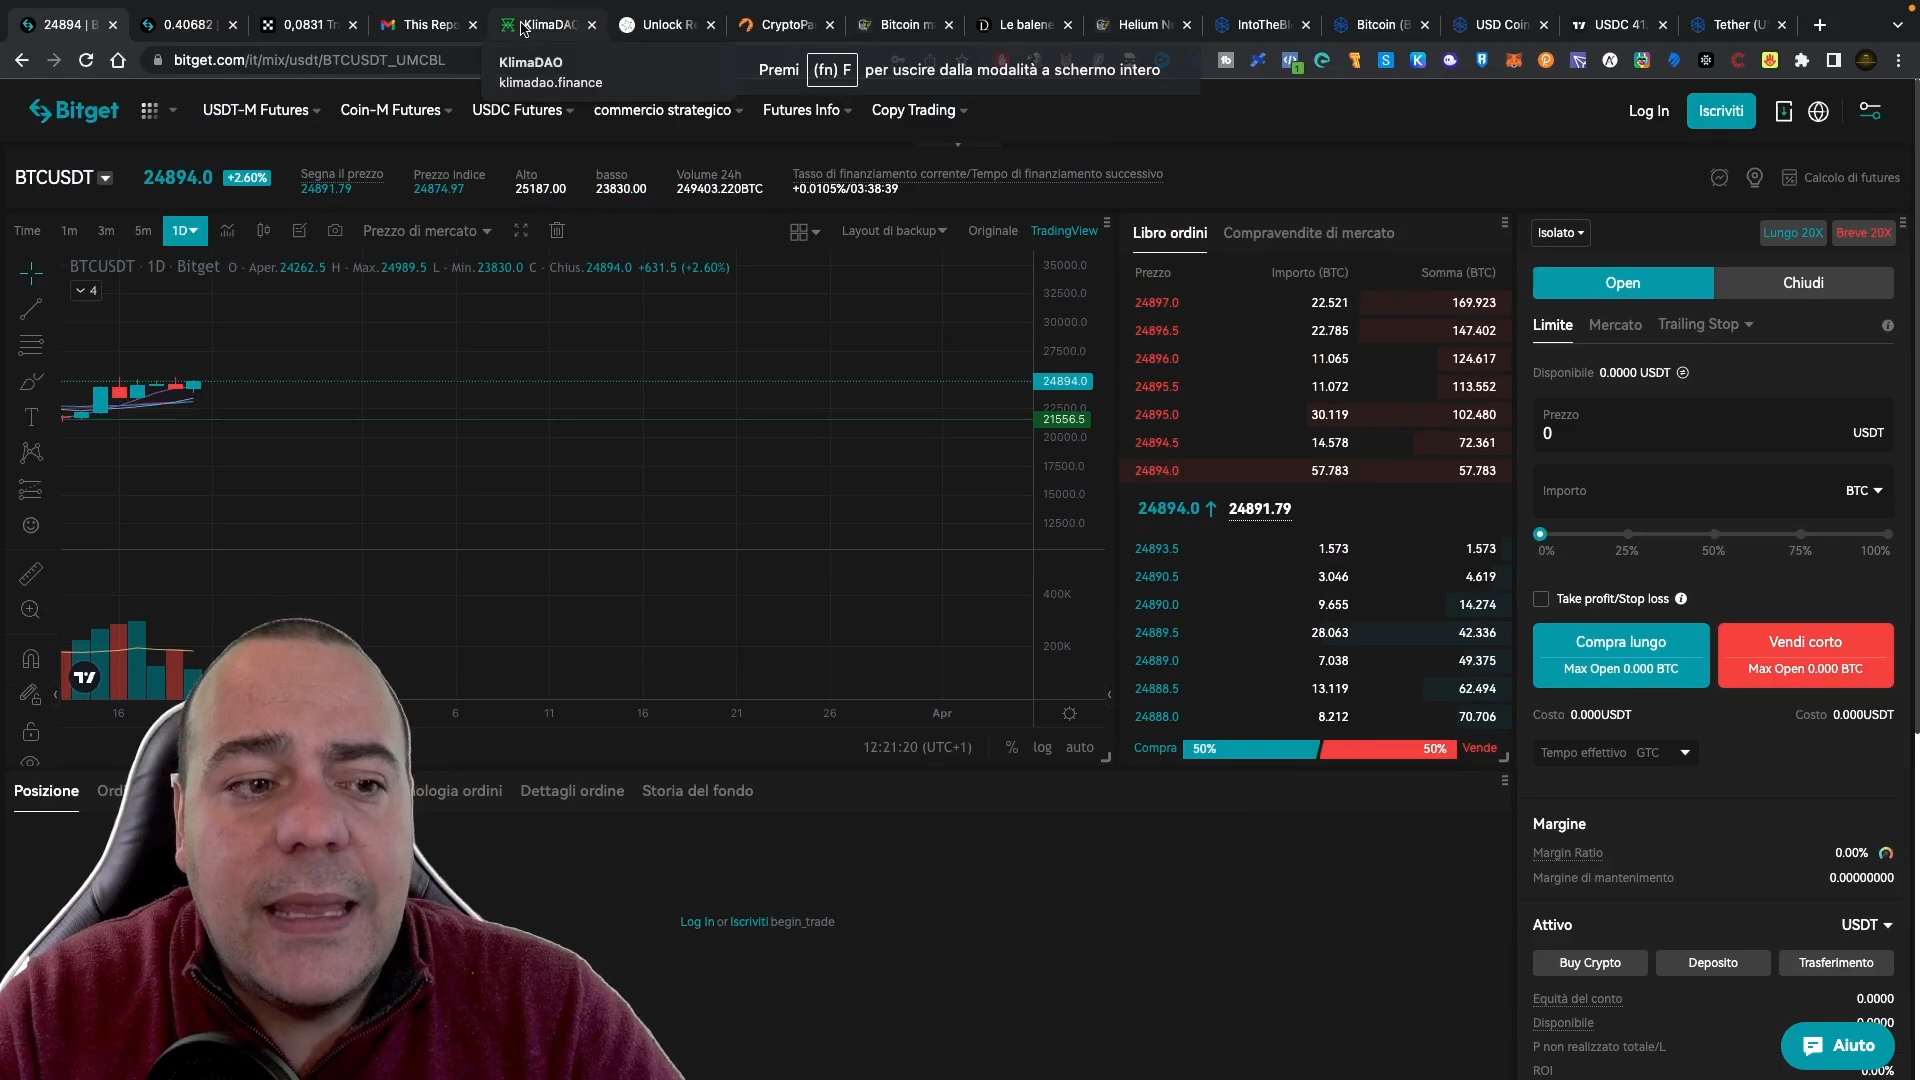 24894 | B
0.40682 |
0,0831 Tra
This Repo
KlimaDAO
Unlock Re
CryptoPa
Bitcoin m
Le balene
Helium Ne
IntoTheBl
Bitcoin (B
USD Coin
USDC 41.
Tether (U
bitget.com/it/mix/usdt/BTCUSDT_UMCBL
KlimaDAO
klimadao.finance
Premi (fn) F per uscire dalla modalità a schermo intero
Bitget
USDT-M Futures
Coin-M Futures
USDC Futures
commercio strategico
Futures Info
Copy Trading
Log In
Iscriviti
BTCUSDT
24894.0
+2.60%
Segna il prezzo
24891.79
Prezzo indice
24874.97
Alto
25187.00
basso
23830.00
Volume 24h
249403.220BTC
Tasso di finanziamento corrente/Tempo di finanziamento successivo
+0.0105%/03:38:39
Calcolo di futures
Time 1m 3m 5m 1D
Prezzo di mercato
Layout di backup
Originale
TradingView
BTCUSDT · 1D · Bitget O - Aper.24262.5 H - Max.24989.5 L - Min.23830.0 C - Chius.24894.0 +631.5 (+2.60%)
4
35000.0
32500.0
30000.0
27500.0
24894.0
22500.0
21556.5
20000.0
17500.0
15000.0
12500.0
400K
200K
16
6
11
16
21
26
Apr
12:21:20 (UTC+1)
% log auto
Libro ordini
Compravendite di mercato
Prezzo Importo (BTC) Somma (BTC)
24897.0 22.521 169.923
24896.5 22.785 147.402
24896.0 11.065 124.617
24895.5 11.072 113.552
24895.0 30.119 102.480
24894.5 14.578 72.361
24894.0 57.783 57.783
24894.0 ↑ 24891.79
24893.5 1.573 1.573
24890.5 3.046 4.619
24890.0 9.655 14.274
24889.5 28.063 42.336
24889.0 7.038 49.375
24888.5 13.119 62.494
24888.0 8.212 70.706
Compra 50% 50% Vende
Isolato
Lungo 20X
Breve 20X
Open
Chiudi
Limite
Mercato
Trailing Stop
Disponibile 0.0000 USDT
Prezzo
0 USDT
Importo BTC
0% 25% 50% 75% 100%
Take profit/Stop loss
Compra lungo
Max Open 0.000 BTC
Vendi corto
Max Open 0.000 BTC
Costo 0.000USDT
Costo 0.000USDT
Tempo effettivo GTC
Posizione
Ord
ologia ordini
Dettagli ordine
Storia del fondo
Log In or Iscriviti begin_trade
Margine
Margin Ratio 0.00%
Margine di mantenimento 0.00000000
Attivo USDT
Buy Crypto
Deposito
Trasferimento
Equità del conto 0.0000
Disponibile 0.0000
P non realizzato totale/L
ROI 0.00%
Aiuto